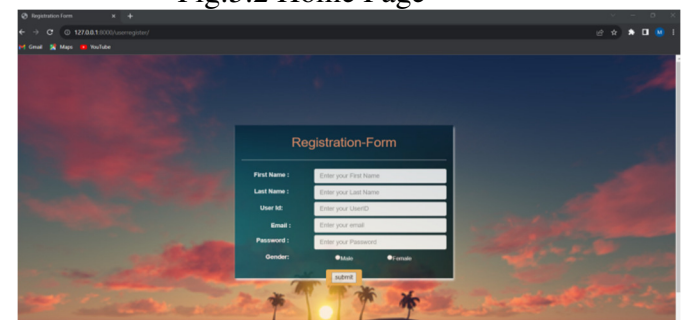 Fig.5.2 Home Page
Registration Form
127.0.0.1:8000/userregister/
M
Gmail Maps YouTube
Registration-Form
First Name : Enter your First Name
Last Name : Enter your Last Name
User Id: Enter your UserID
Email : Enter your email
Password : Enter your Password
Gender: Male Female
submit